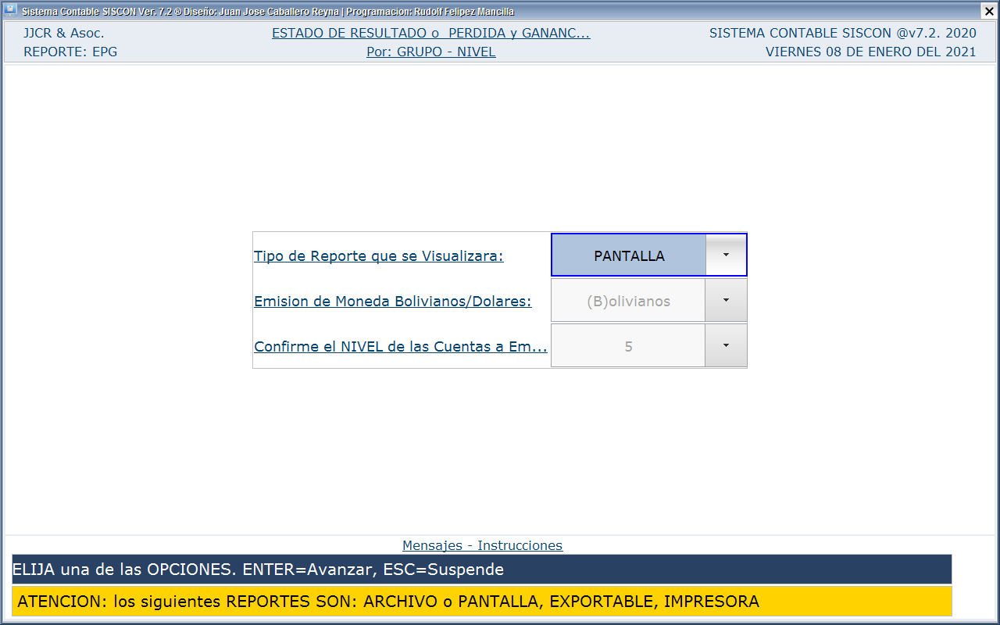 Sistema Contable SISCON Ver. 7.2 ® Diseño: Juan Jose Caballero Reyna | Programacion: Rudolf Felipez Mancilla
JJCR & Asoc.
ESTADO DE RESULTADO o  PERDIDA y GANANC...
SISTEMA CONTABLE SISCON @v7.2. 2020
REPORTE: EPG
Por: GRUPO - NIVEL
VIERNES 08 DE ENERO DEL 2021
Tipo de Reporte que se Visualizara:
PANTALLA
Emision de Moneda Bolivianos/Dolares:
(B)olivianos
Confirme el NIVEL de las Cuentas a Em...
5
Mensajes - Instrucciones
ELIJA una de las OPCIONES. ENTER=Avanzar, ESC=Suspende
ATENCION: los siguientes REPORTES SON: ARCHIVO o PANTALLA, EXPORTABLE, IMPRESORA